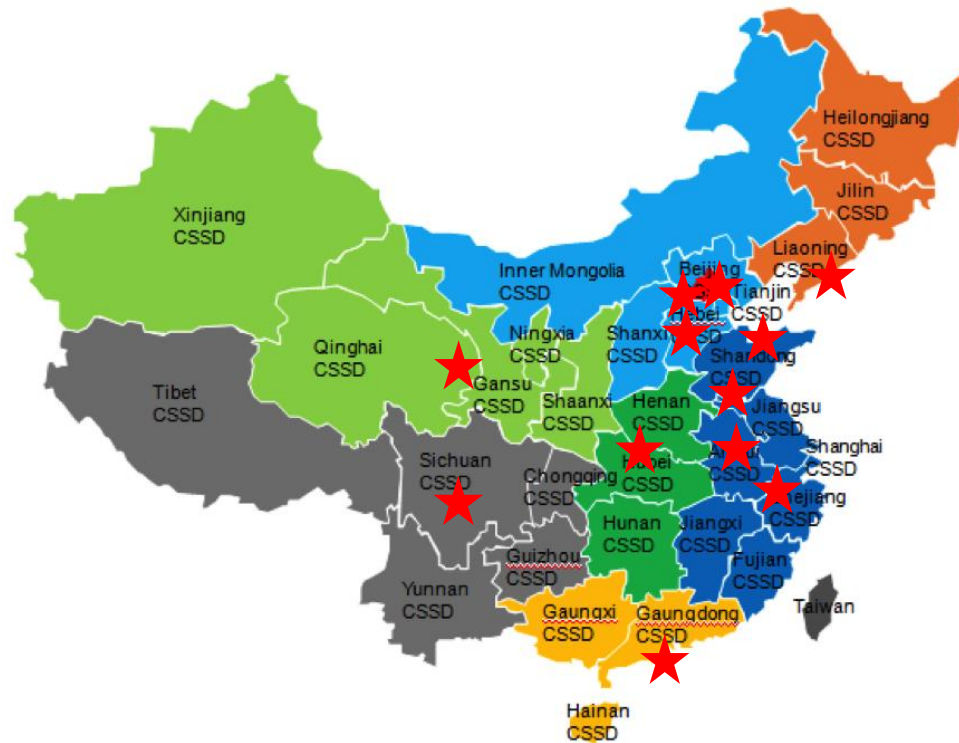 Heilongjiang
CSSD
Jilin
CSSD
Liaoning
CSSD
Xinjiang
CSSD
Inner Mongolia
CSSD
Beijing
Tianjin
CSSD
Hebei
CSSD
Shanxi
CSSD
Ningxia
CSSD
Qinghai
CSSD
Gansu
CSSD
Shaanxi
CSSD
Shandong
CSSD
Tibet
CSSD
Henan
CSSD
Jiangsu
CSSD
Shanghai
CSSD
Sichuan
CSSD
Chongqing
CSSD
Hubei
CSSD
CSSD
CSSD
Hunan
CSSD
Jiangxi
CSSD
Fujian
CSSD
Guizhou
CSSD
Yunnan
CSSD
Gaungxi
CSSD
Gaungdong
CSSD
Taiwan
Hainan
CSSD